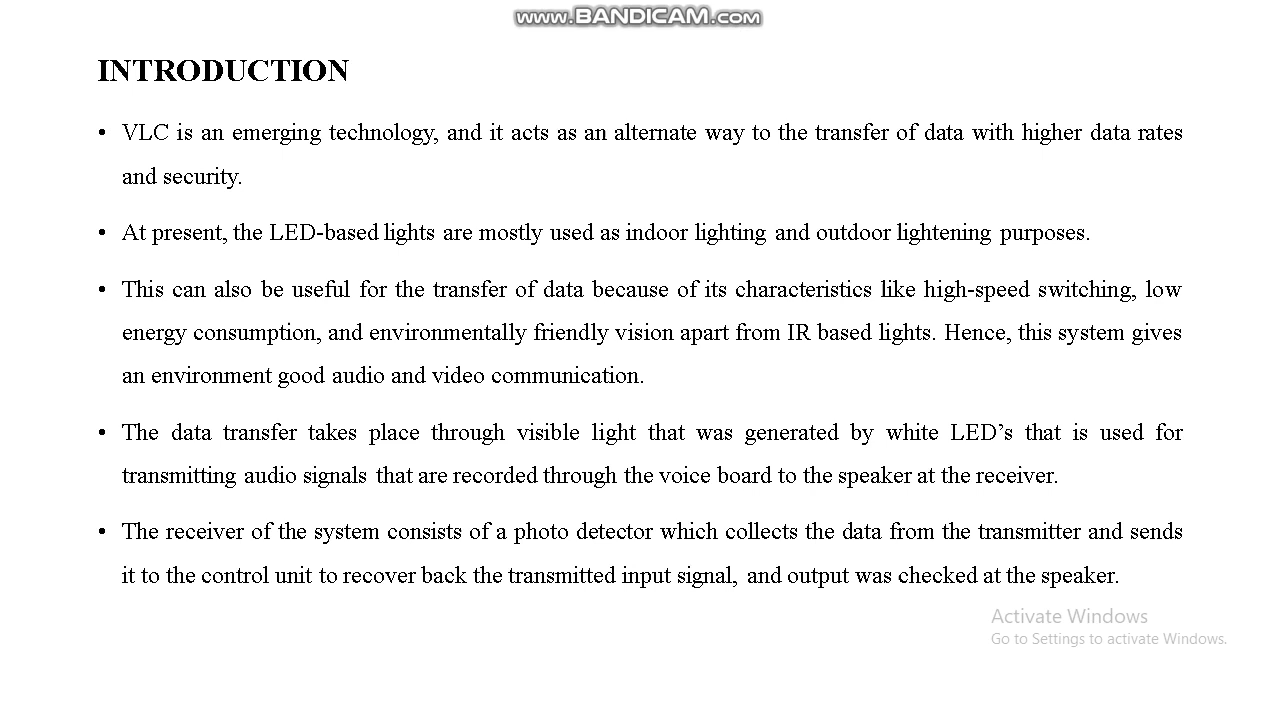 www.BANDICAM.com
INTRODUCTION
• VLC is an emerging technology, and it acts as an alternate way to the transfer of data with higher data rates
and security.
• At present, the LED-based lights are mostly used as indoor lighting and outdoor lightening purposes.
• This can also be useful for the transfer of data because of its characteristics like high-speed switching, low
energy consumption, and environmentally friendly vision apart from IR based lights. Hence, this system gives
an environment good audio and video communication.
• The data transfer takes place through visible light that was generated by white LED’s that is used for
transmitting audio signals that are recorded through the voice board to the speaker at the receiver.
• The receiver of the system consists of a photo detector which collects the data from the transmitter and sends
it to the control unit to recover back the transmitted input signal, and output was checked at the speaker.
Activate Windows
Go to Settings to activate Windows.